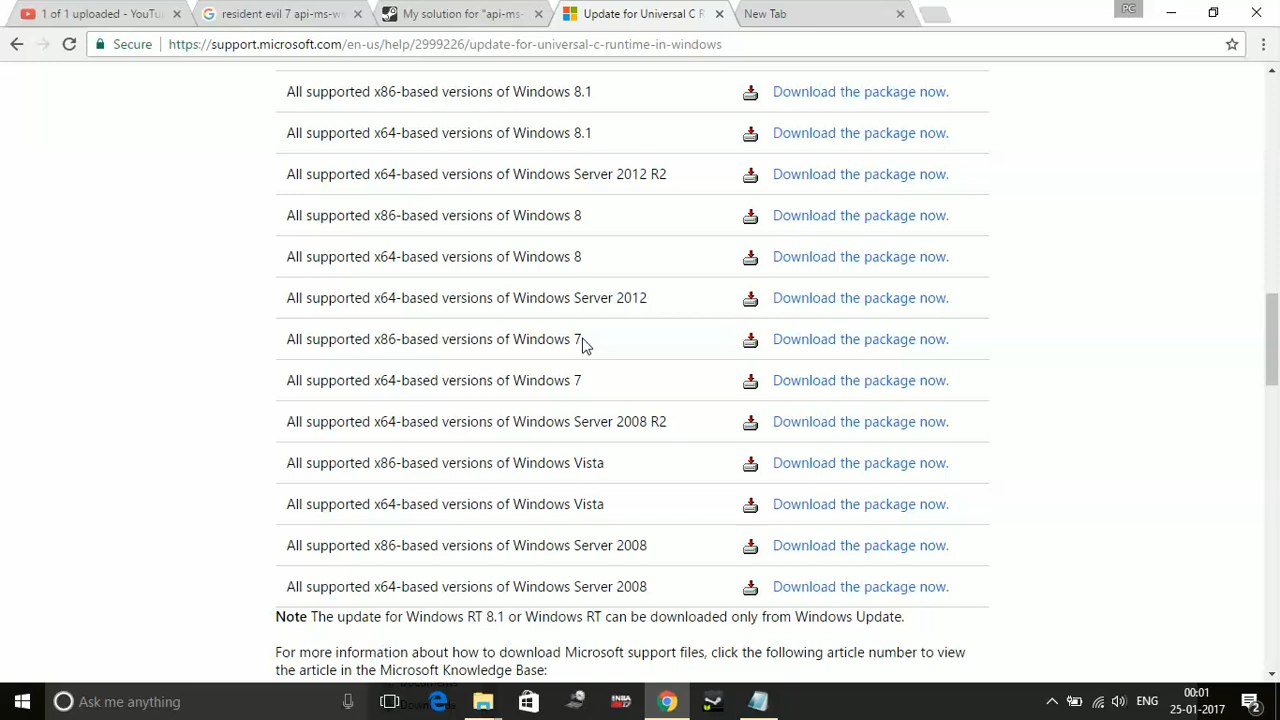 1 of 1 uploaded - YouTu
resident evil 7 api-ms-w
My solution for "api-ms-
Update for Universal C R
New Tab
PC
Secure
https://support.microsoft.com/en-us/help/2999226/update-for-universal-c-runtime-in-windows
All supported x86-based versions of Windows 8.1 Download the package now.
All supported x64-based versions of Windows 8.1 Download the package now.
All supported x64-based versions of Windows Server 2012 R2 Download the package now.
All supported x86-based versions of Windows 8 Download the package now.
All supported x64-based versions of Windows 8 Download the package now.
All supported x64-based versions of Windows Server 2012 Download the package now.
All supported x86-based versions of Windows 7 Download the package now.
All supported x64-based versions of Windows 7 Download the package now.
All supported x64-based versions of Windows Server 2008 R2 Download the package now.
All supported x86-based versions of Windows Vista Download the package now.
All supported x64-based versions of Windows Vista Download the package now.
All supported x86-based versions of Windows Server 2008 Download the package now.
All supported x64-based versions of Windows Server 2008 Download the package now.
Note The update for Windows RT 8.1 or Windows RT can be downloaded only from Windows Update.
For more information about how to download Microsoft support files, click the following article number to view
the article in the Microsoft Knowledge Base:
Ask me anything
ENG
00:01
25-01-2017
2